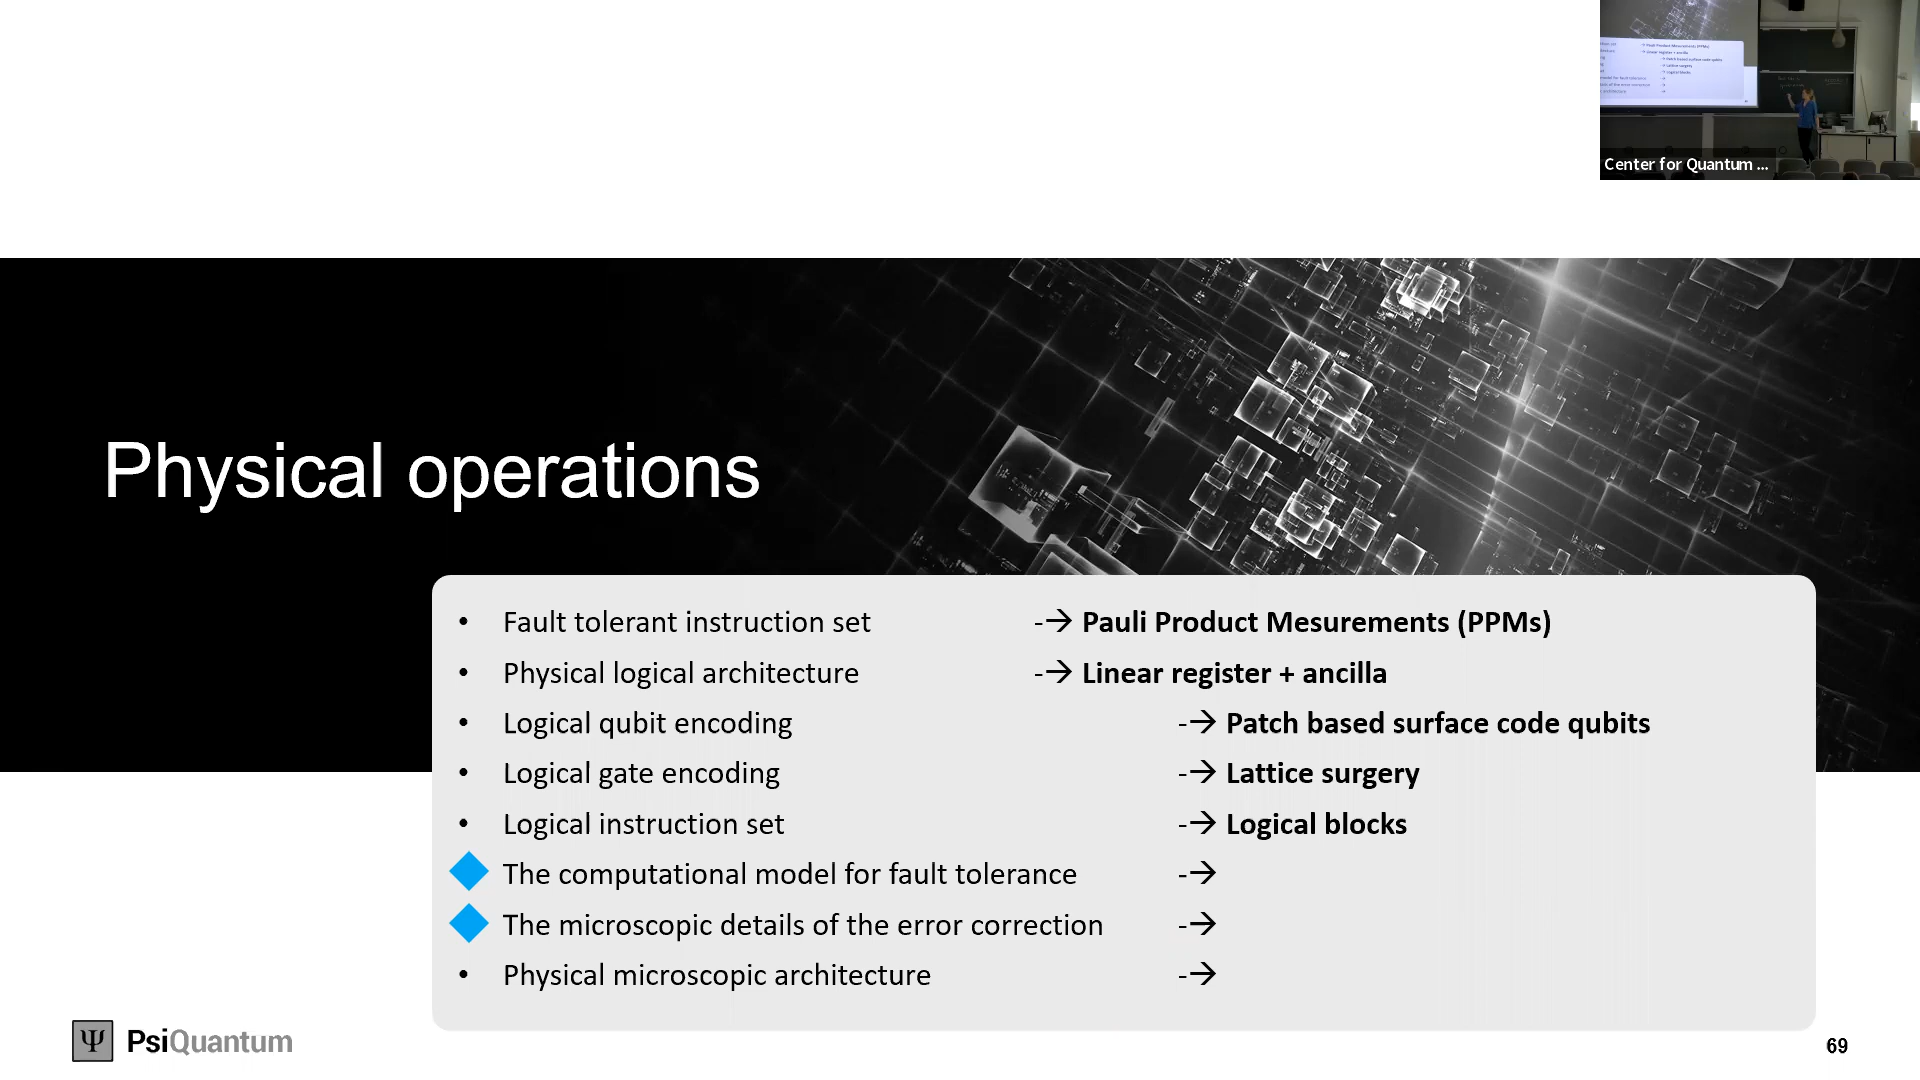 Center for Quantum ...
Physical operations
• Fault tolerant instruction set -→ Pauli Product Mesurements (PPMs)
• Physical logical architecture -→ Linear register + ancilla
• Logical qubit encoding -→ Patch based surface code qubits
• Logical gate encoding -→ Lattice surgery
• Logical instruction set -→ Logical blocks
The computational model for fault tolerance -→
The microscopic details of the error correction -→
• Physical microscopic architecture -→
Ψ PsiQuantum
69